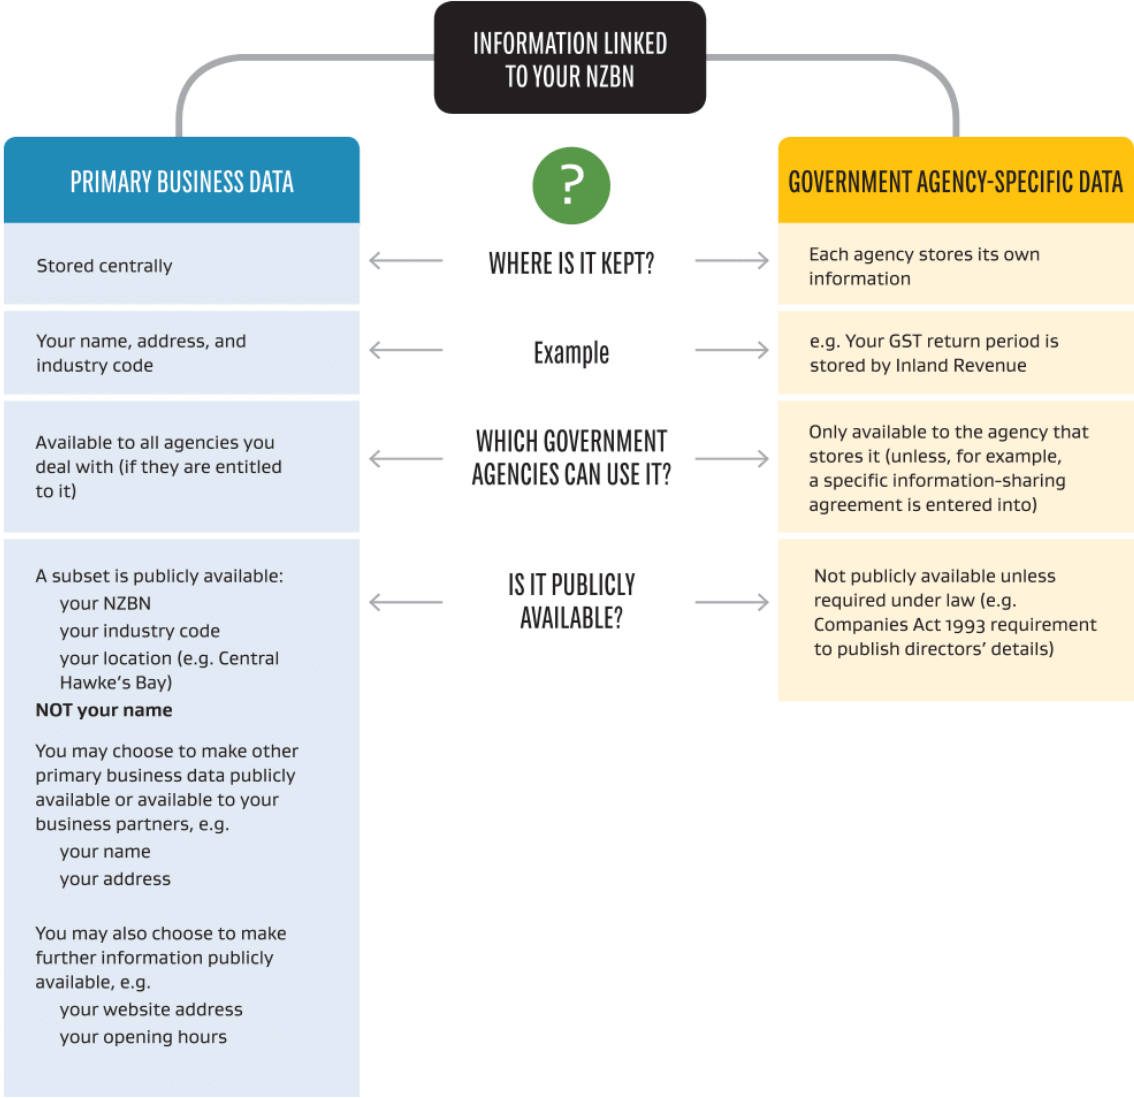 INFORMATION LINKED
TO YOUR NZBN
PRIMARY BUSINESS DATA
?
GOVERNMENT AGENCY-SPECIFIC DATA
Stored centrally
WHERE IS IT KEPT?
Each agency stores its own
information
Your name, address, and
industry code
Example
e.g. Your GST return period is
stored by Inland Revenue
Available to all agencies you
deal with (if they are entitled
to it)
WHICH GOVERNMENT
AGENCIES CAN USE IT?
Only available to the agency that
stores it (unless, for example,
a specific information-sharing
agreement is entered into)
A subset is publicly available:
your NZBN
your industry code
your location (e.g. Central
Hawke's Bay)
NOT your name
You may choose to make other
primary business data publicly
available or available to your
business partners, e.g.
your name
your address
You may also choose to make
further information publicly
available, e.g.
your website address
your opening hours
IS IT PUBLICLY
AVAILABLE?
Not publicly available unless
required under law (e.g.
Companies Act 1993 requirement
to publish directors' details)